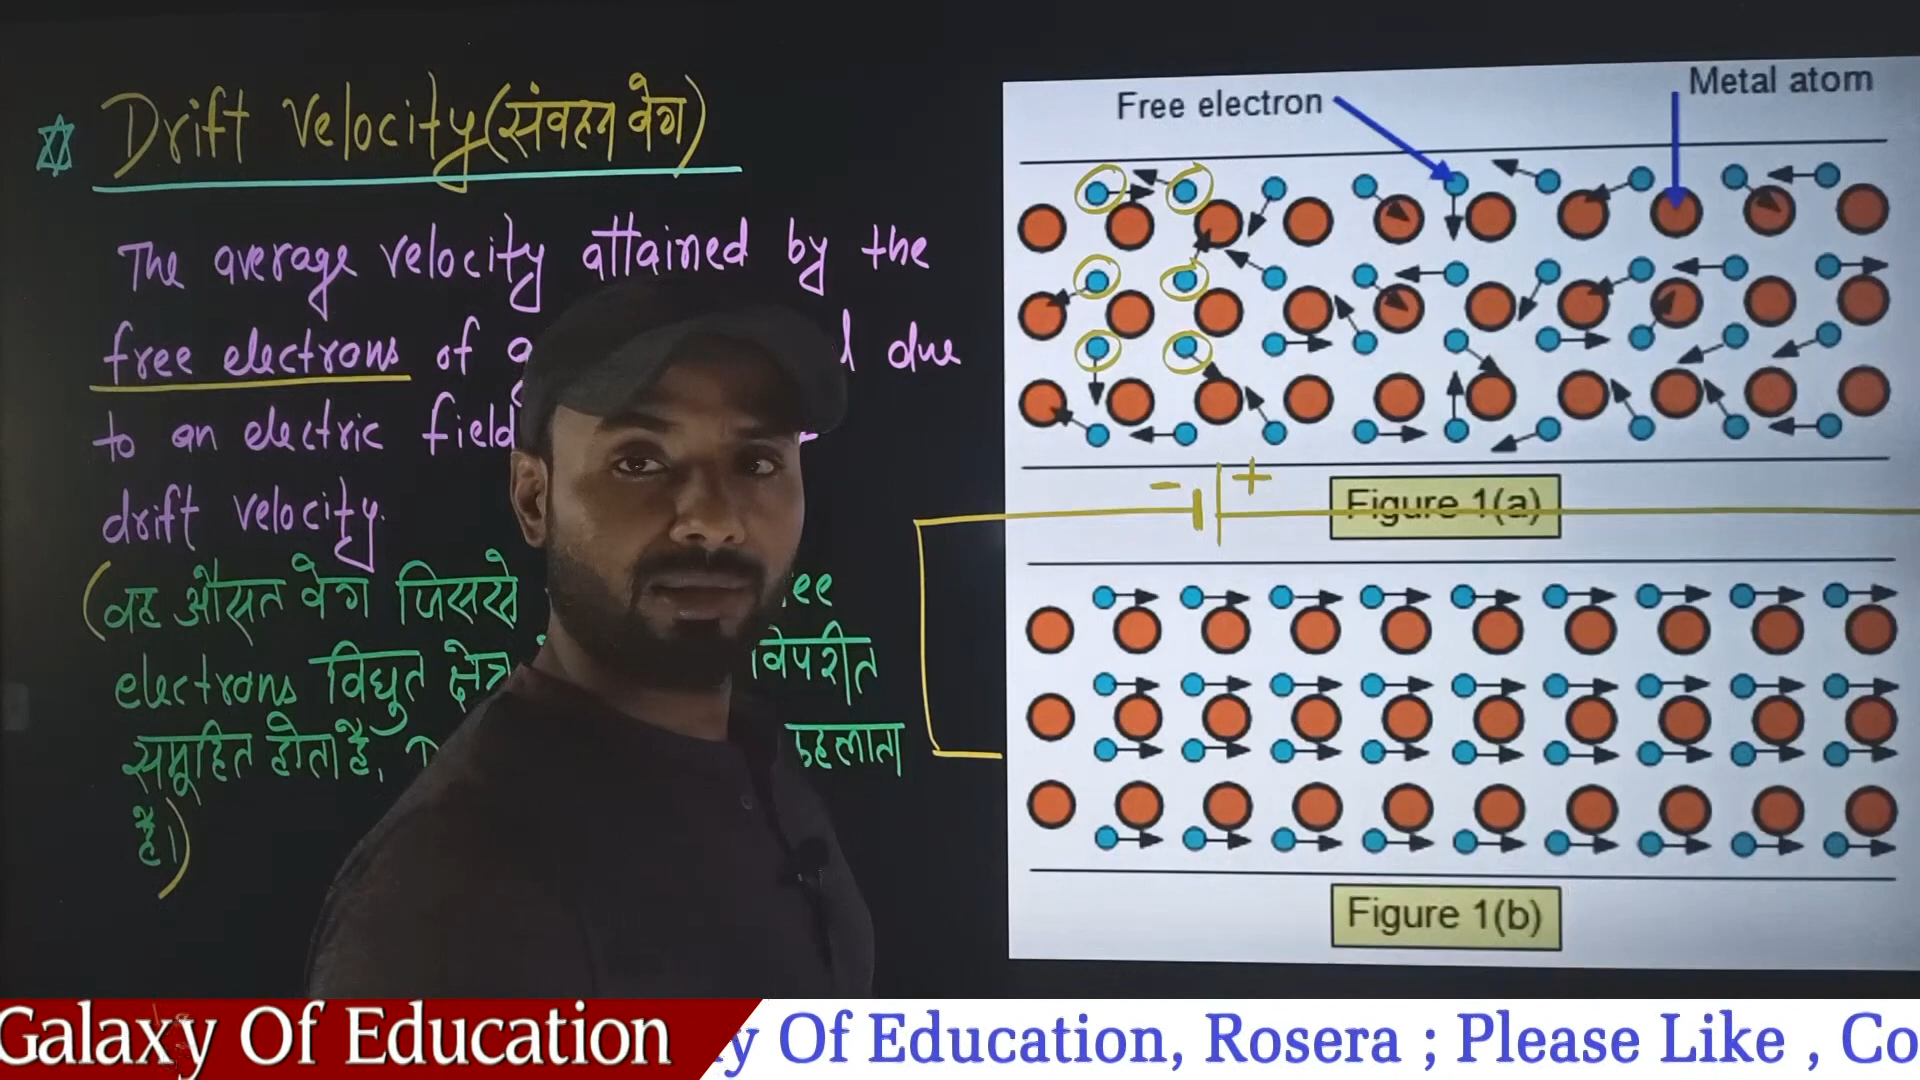 Drift Velocity (संवहन वेग)
The average velocity attained by the
free electrons of due
to an electric field
drift velocity.
(वह औसत वेग जिससे
electrons विद्युत क्षेत्र विपरीत
समूहित होता है,
है।)
Free electron
Metal atom
- +
Figure 1(a)
Figure 1(b)
Galaxy Of Education
Of Education, Rosera ; Please Like , Co